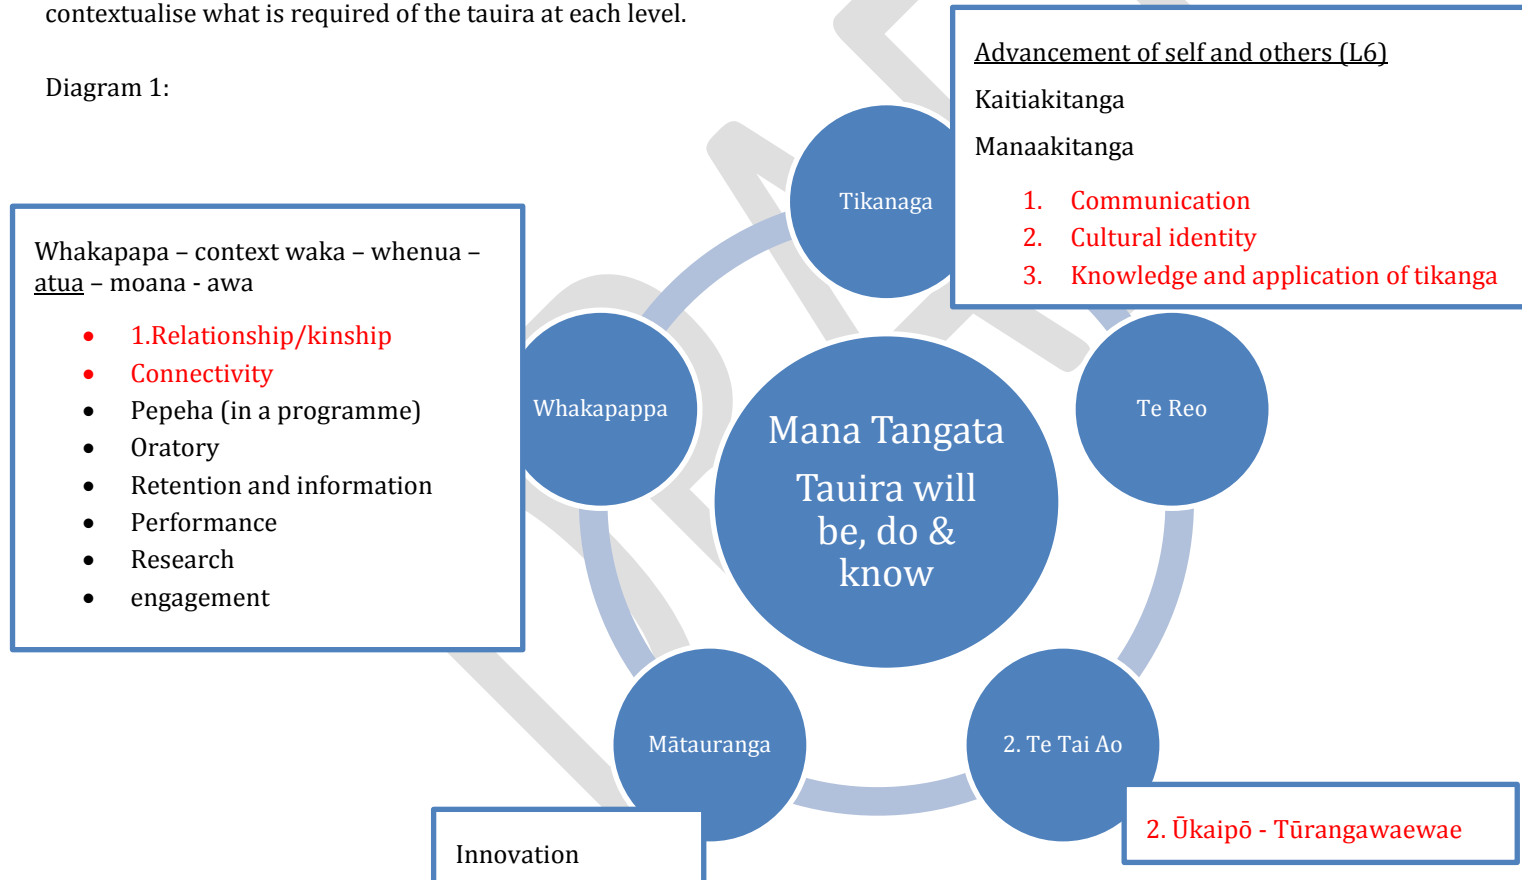 contextualise what is required of the tauira at each level.
Diagram 1:
Advancement of self and others (L6)
Kaitiakitanga
Manaakitanga
1. Communication
2. Cultural identity
3. Knowledge and application of tikanga
Tikanaga
Whakapapa – context waka – whenua –
atua – moana - awa
• 1.Relationship/kinship
• Connectivity
• Pepeha (in a programme)
• Oratory
• Retention and information
• Performance
• Research
• engagement
Whakapappa
Mana Tangata
Tauira will
be, do &
know
Te Reo
Mātauranga
2. Te Tai Ao
Innovation
2. Ūkaipō - Tūrangawaewae